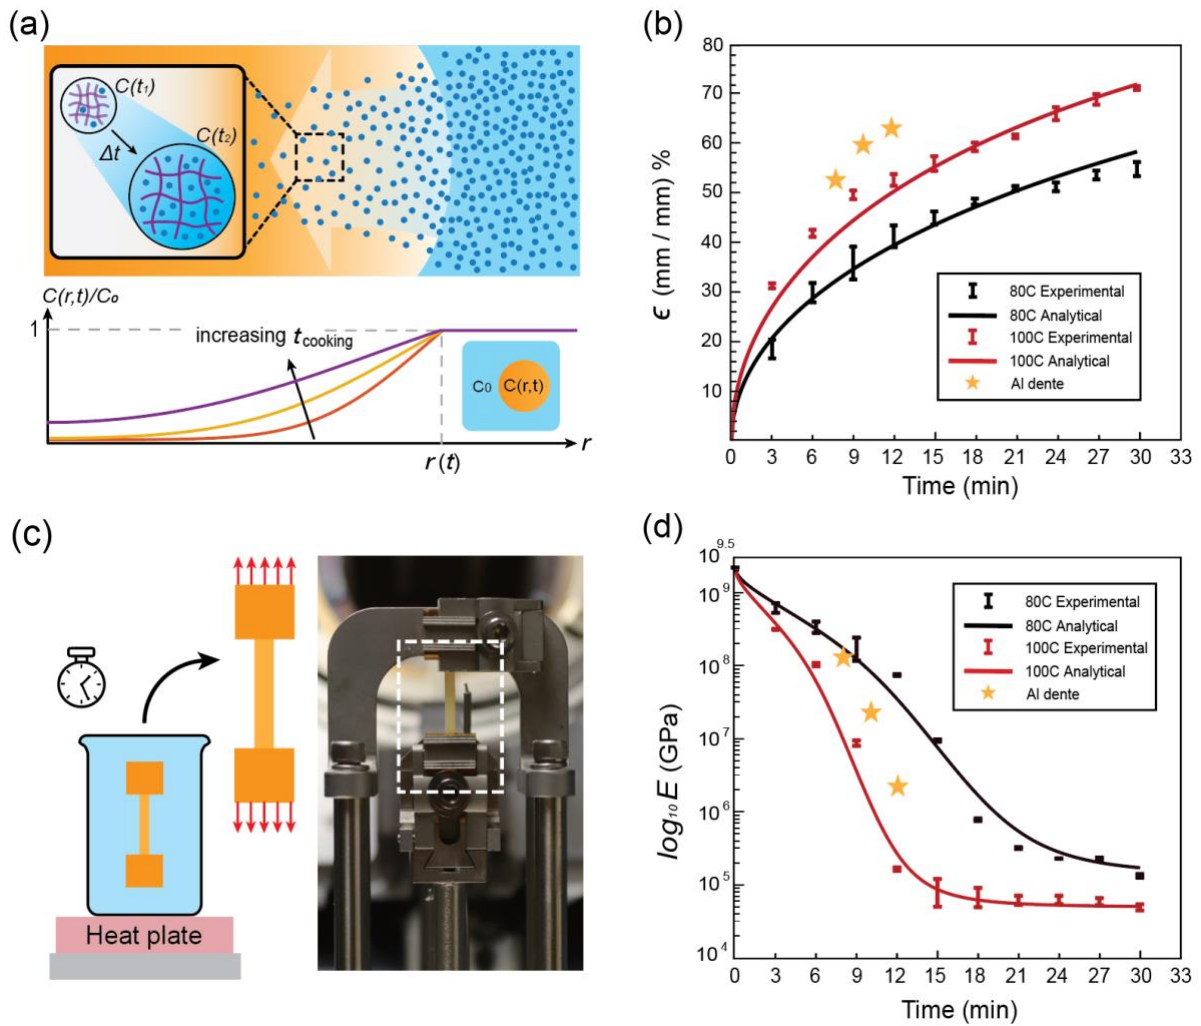 (a)
C(t₁)
C(t₂)
Δt
C(r,t)/C₀
1
increasing t cooking
C₀ C(r,t)
r
r (t)
(b)
80
70
60
50
40
30
20
10
0 3 6 9 12 15 18 21 24 27 30 33
ϵ (mm / mm) %
Time (min)
80C Experimental
80C Analytical
100C Experimental
100C Analytical
Al dente
(c)
Heat plate
(d)
10^9.5
10^9
10^8
10^7
10^6
10^5
10^4
0 3 6 9 12 15 18 21 24 27 30 33
log₁₀ E (GPa)
Time (min)
80C Experimental
80C Analytical
100C Experimental
100C Analytical
Al dente